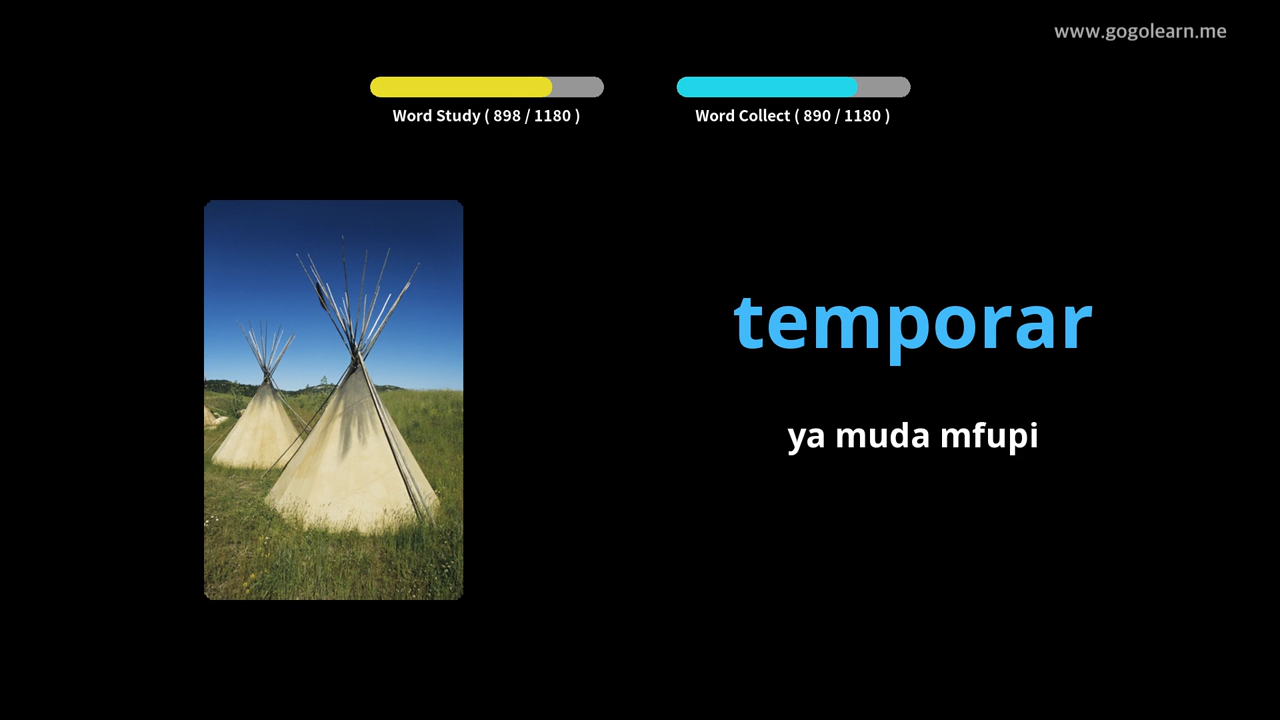 www.gogolearn.me
Word Study ( 898 / 1180 )
Word Collect ( 890 / 1180 )
temporar
ya muda mfupi